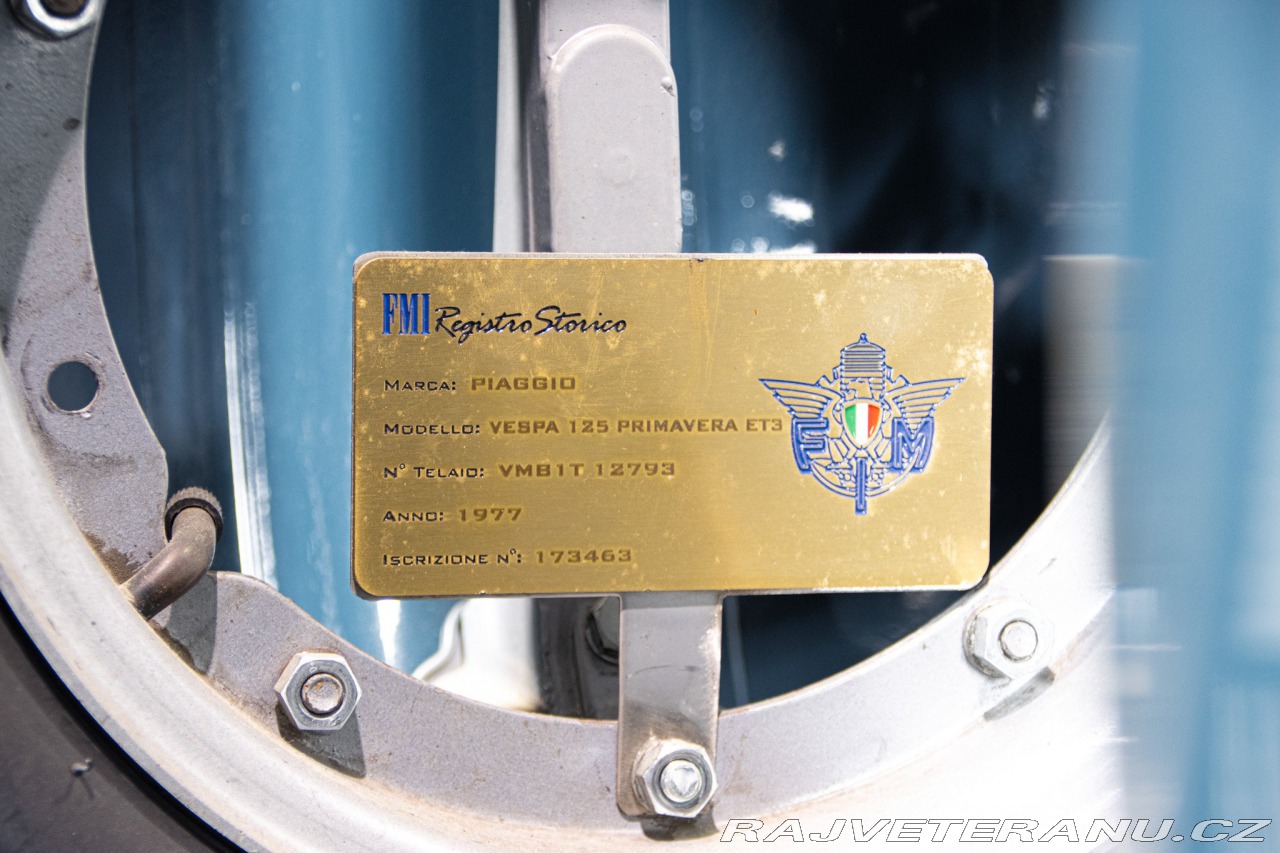 FMI Registro Storico
Marca: PIAGGIO
Modello: VESPA 125 PRIMAVERA ET3
N° Telaio: VMB1T 12793
Anno: 1977
Iscrizione N°: 173463
FIM
RAJVETERANU.CZ